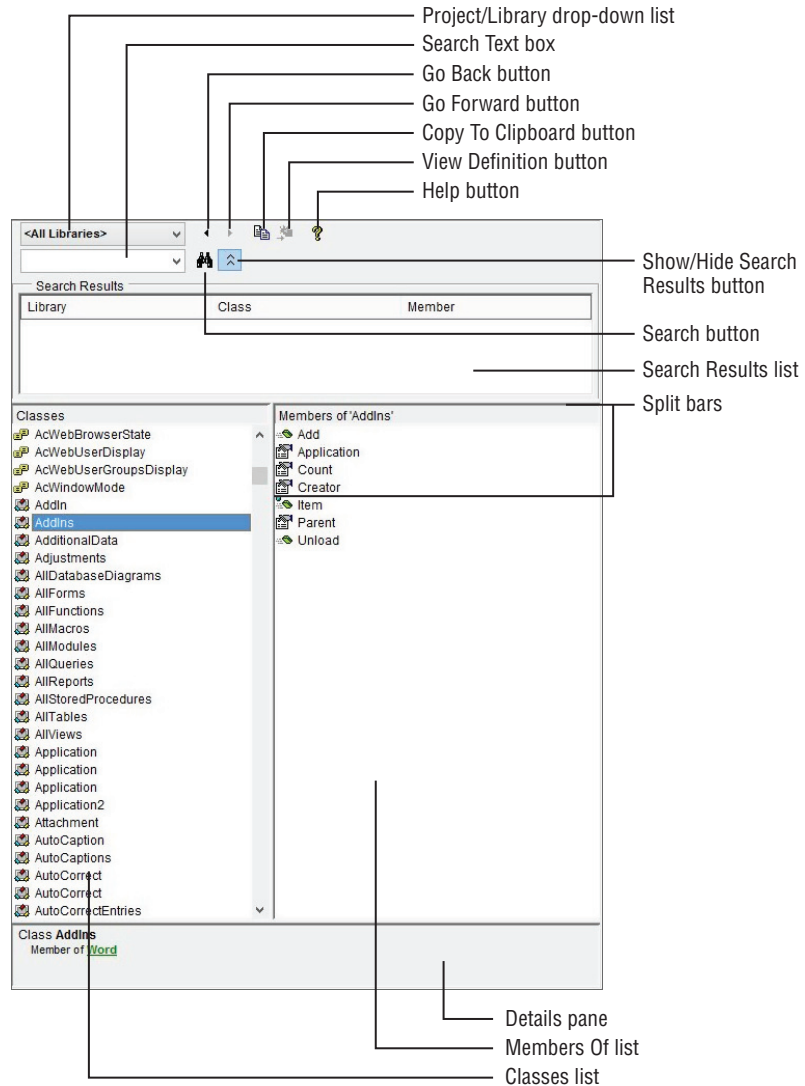 Project/Library drop-down list
Search Text box
Go Back button
Go Forward button
Copy To Clipboard button
View Definition button
Help button
<All Libraries>
Show/Hide Search
Results button
Search Results
Library Class Member
Search button
Search Results list
Split bars
Classes
AcWebBrowserState
AcWebUserDisplay
AcWebUserGroupsDisplay
AcWindowMode
AddIn
AddIns
AdditionalData
Adjustments
AllDatabaseDiagrams
AllForms
AllFunctions
AllMacros
AllModules
AllQueries
AllReports
AllStoredProcedures
AllTables
AllViews
Application
Application
Application
Application2
Attachment
AutoCaption
AutoCaptions
AutoCorrect
AutoCorrect
AutoCorrectEntries
Members of 'AddIns'
Add
Application
Count
Creator
Item
Parent
Unload
Class AddIns
Member of Word
Details pane
Members Of list
Classes list